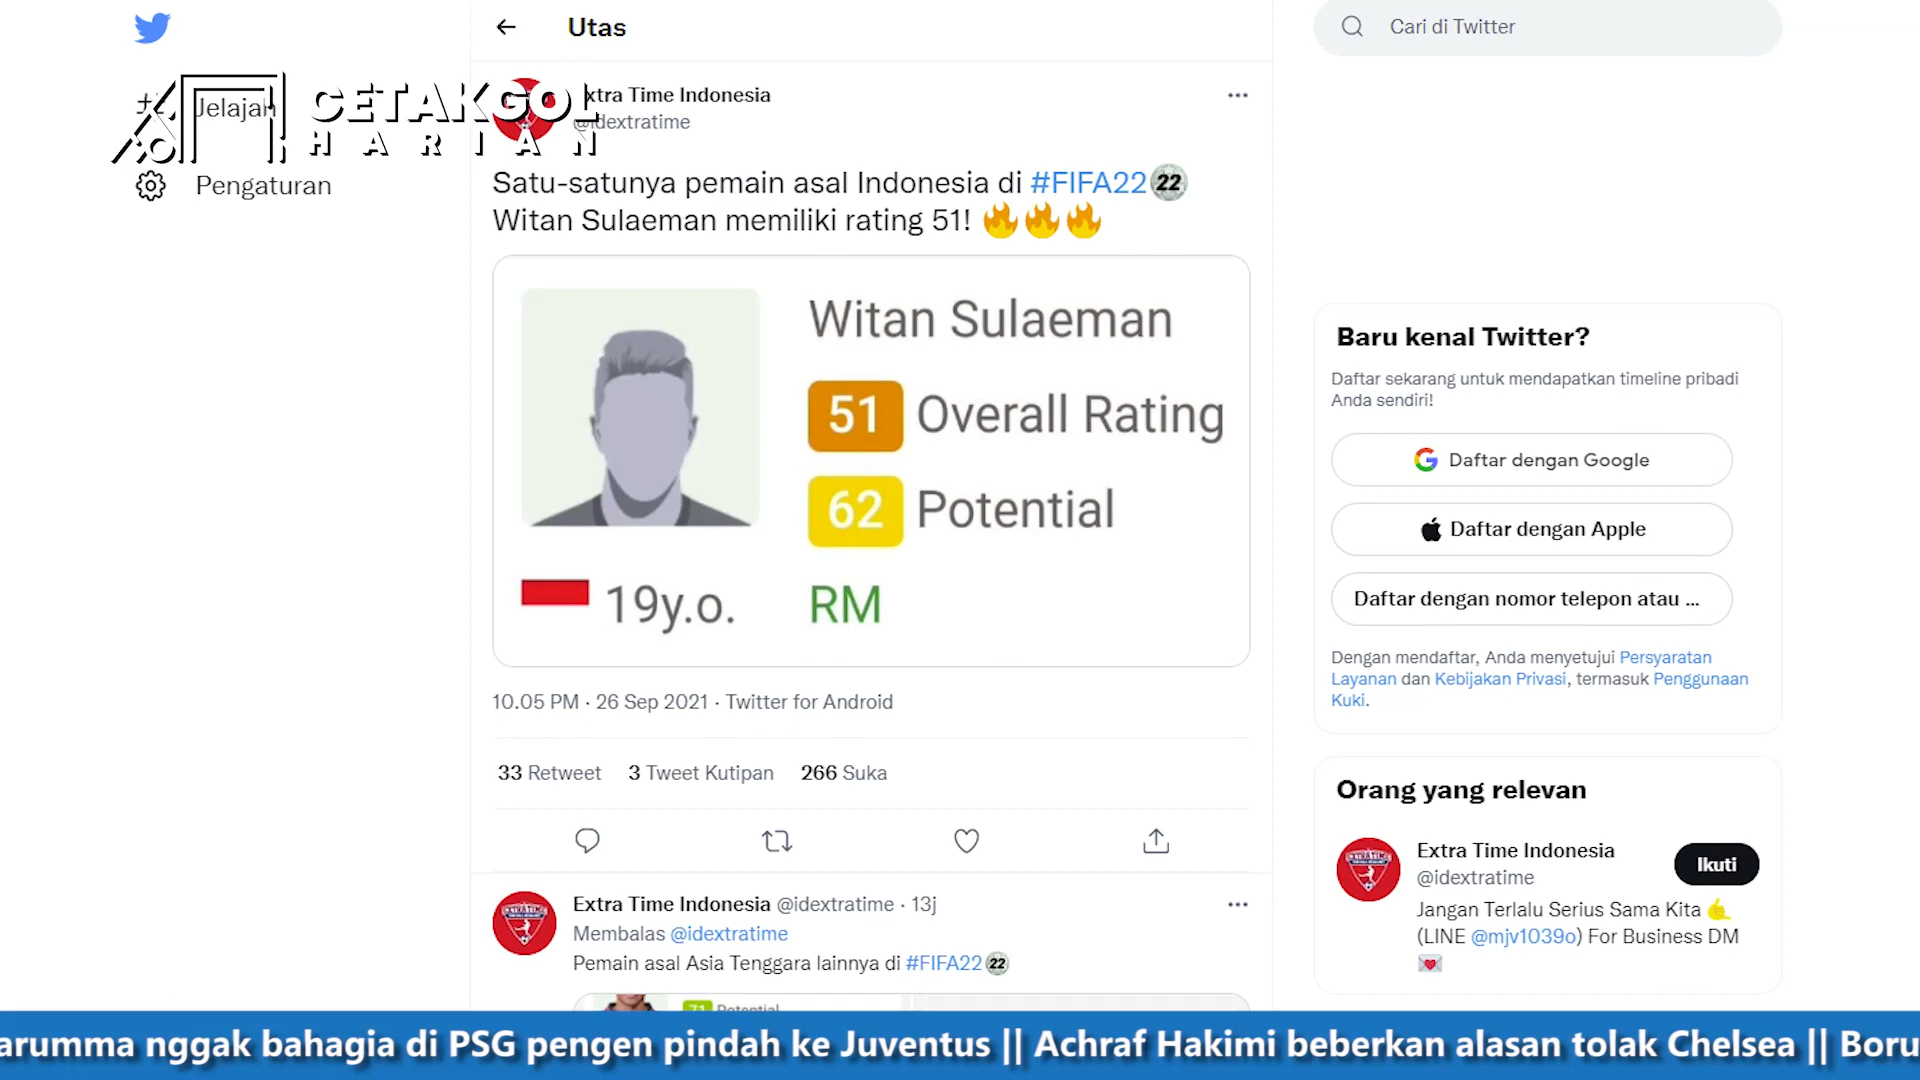 Utas
Cari di Twitter
Jelajah
CETAKGOL
HARIAN
Pengaturan
xtra Time Indonesia
@idextratime
Satu-satunya pemain asal Indonesia di #FIFA22 22
Witan Sulaeman memiliki rating 51! 🔥🔥🔥
Witan Sulaeman
51 Overall Rating
62 Potential
19y.o. RM
10.05 PM · 26 Sep 2021 · Twitter for Android
33 Retweet 3 Tweet Kutipan 266 Suka
Extra Time Indonesia @idextratime · 13j
Membalas @idextratime
Pemain asal Asia Tenggara lainnya di #FIFA22 22
71 Potential
Baru kenal Twitter?
Daftar sekarang untuk mendapatkan timeline pribadi
Anda sendiri!
Daftar dengan Google
Daftar dengan Apple
Daftar dengan nomor telepon atau ...
Dengan mendaftar, Anda menyetujui Persyaratan
Layanan dan Kebijakan Privasi, termasuk Penggunaan
Kuki.
Orang yang relevan
Extra Time Indonesia
@idextratime
Ikuti
Jangan Terlalu Serius Sama Kita 🤙
(LINE @mjv1039o) For Business DM
💌
arumma nggak bahagia di PSG pengen pindah ke Juventus || Achraf Hakimi beberkan alasan tolak Chelsea || Boru